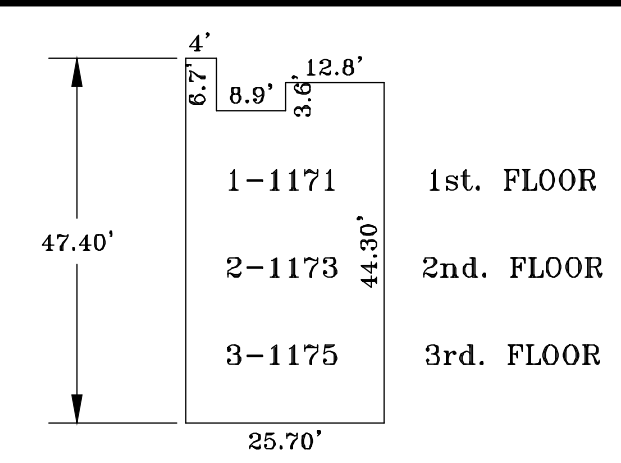 4'
6.7'
8.9'
3.6'
12.8'
1-1171 1st. FLOOR
47.40'
44.30'
2-1173 2nd. FLOOR
3-1175 3rd. FLOOR
25.70'